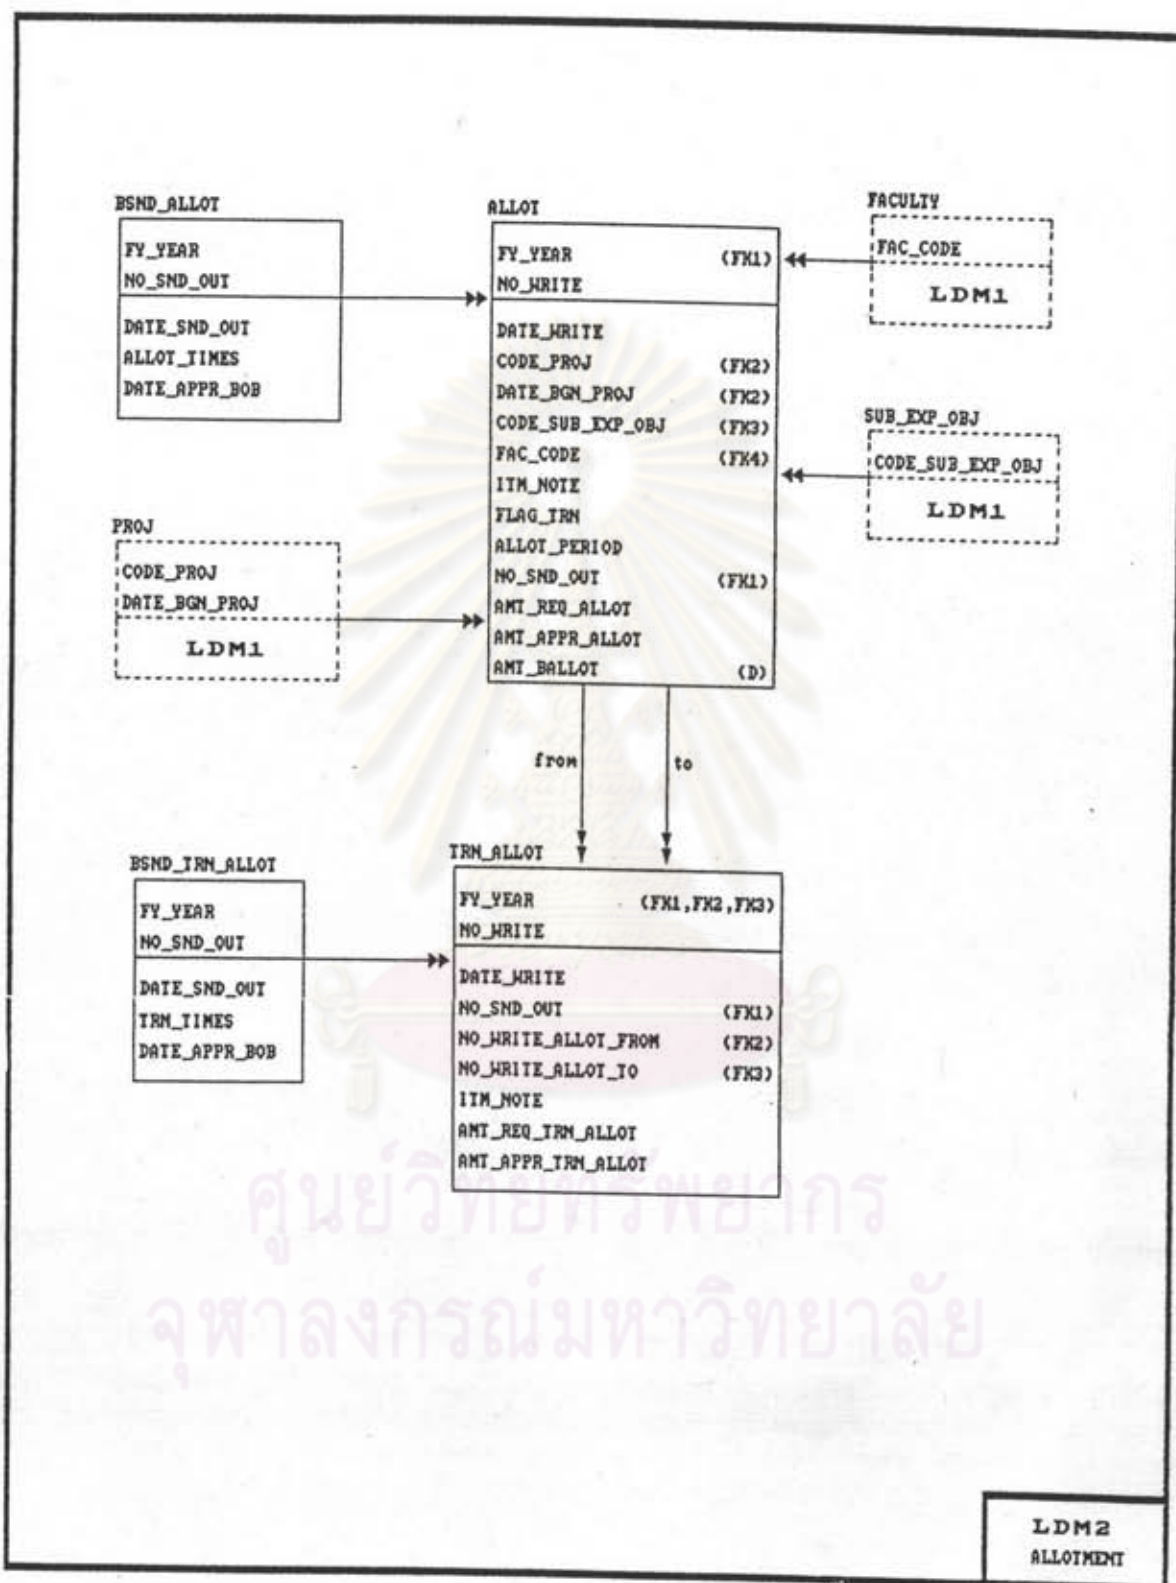 BSND_ALLOT
FY_YEAR
NO_SND_OUT
DATE_SND_OUT
ALLOT_TIMES
DATE_APPR_BOB
ALLOT
FY_YEAR (FK1)
NO_WRITE
DATE_WRITE
CODE_PROJ (FK2)
DATE_BGN_PROJ (FK2)
CODE_SUB_EXP_OBJ (FK3)
FAC_CODE (FK4)
ITM_NOTE
FLAG_TRN
ALLOT_PERIOD
NO_SND_OUT (FK1)
AMT_REQ_ALLOT
AMT_APPR_ALLOT
AMT_BALLOT (D)
FACULTY
FAC_CODE
LDM1
SUB_EXP_OBJ
CODE_SUB_EXP_OBJ
LDM1
PROJ
CODE_PROJ
DATE_BGN_PROJ
LDM1
from
to
BSND_TRN_ALLOT
FY_YEAR
NO_SND_OUT
DATE_SND_OUT
TRN_TIMES
DATE_APPR_BOB
TRN_ALLOT
FY_YEAR (FK1,FK2,FK3)
NO_WRITE
DATE_WRITE
NO_SND_OUT (FK1)
NO_WRITE_ALLOT_FROM (FK2)
NO_WRITE_ALLOT_TO (FK3)
ITM_NOTE
AMT_REQ_TRN_ALLOT
AMT_APPR_TRN_ALLOT
ศูนย์วิทยทรัพยากร
จุฬาลงกรณ์มหาวิทยาลัย
LDM2
ALLOTMENT